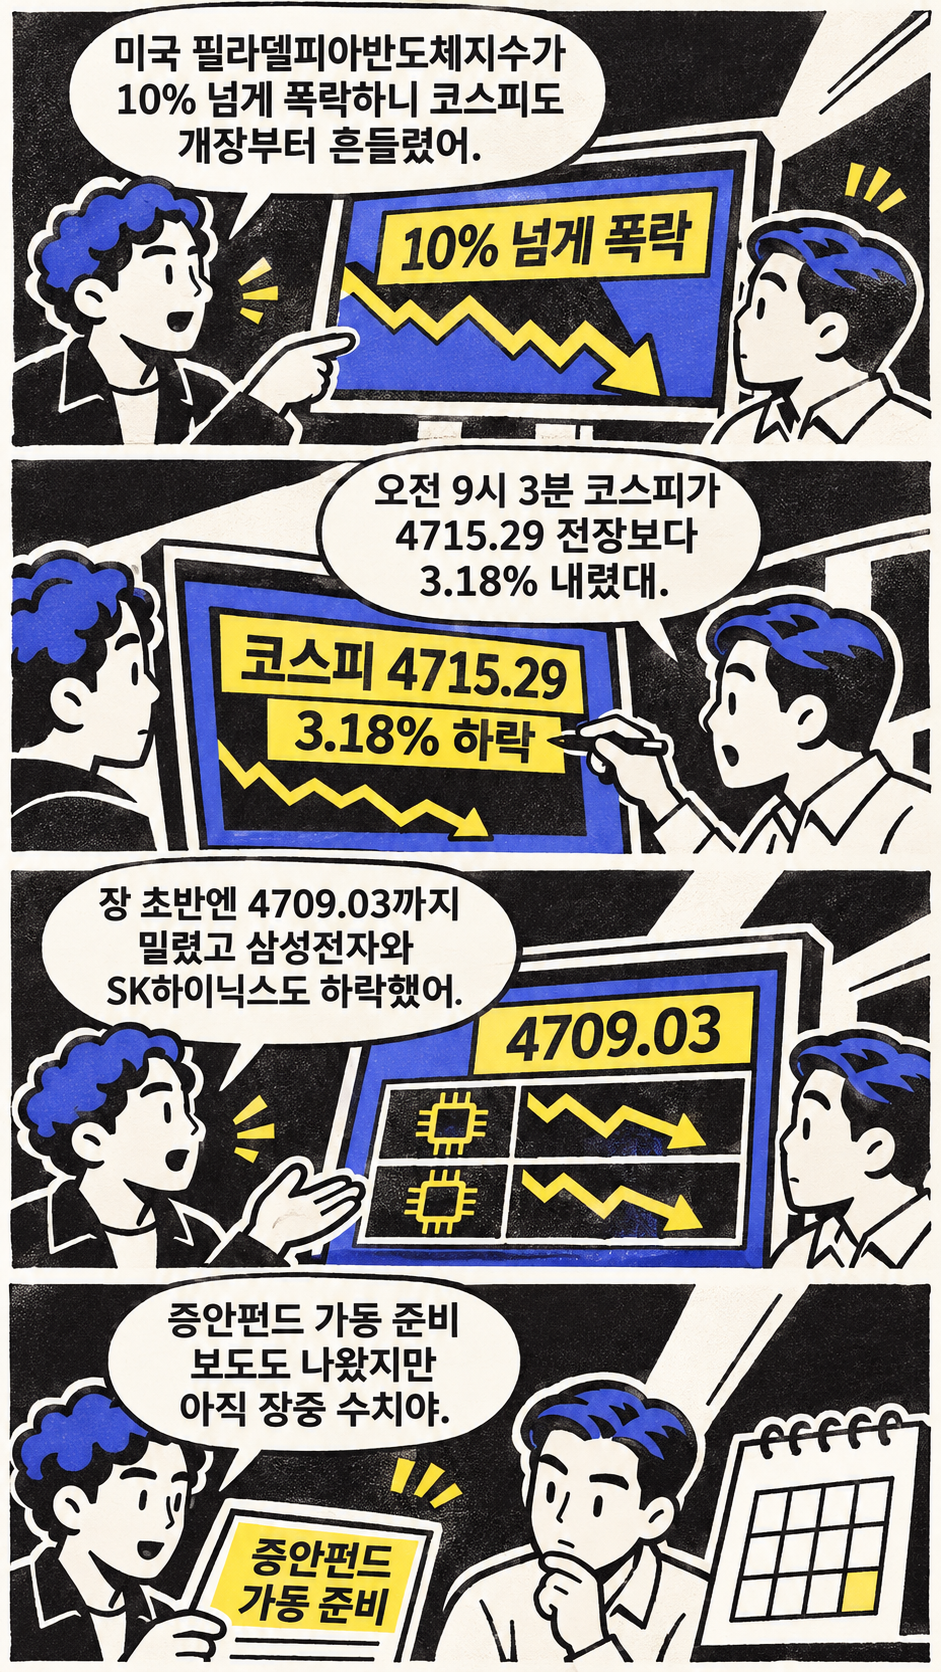 미국 필라델피아반도체지수가
10% 넘게 폭락하니 코스피도
개장부터 흔들렸어.
10% 넘게 폭락
오전 9시 3분 코스피가
4715.29 전장보다
3.18% 내렸대.
코스피 4715.29
3.18% 하락
장 초반엔 4709.03까지
밀렸고 삼성전자와
SK하이닉스도 하락했어.
4709.03
증안펀드 가동 준비
보도도 나왔지만
아직 장중 수치야.
증안펀드
가동 준비